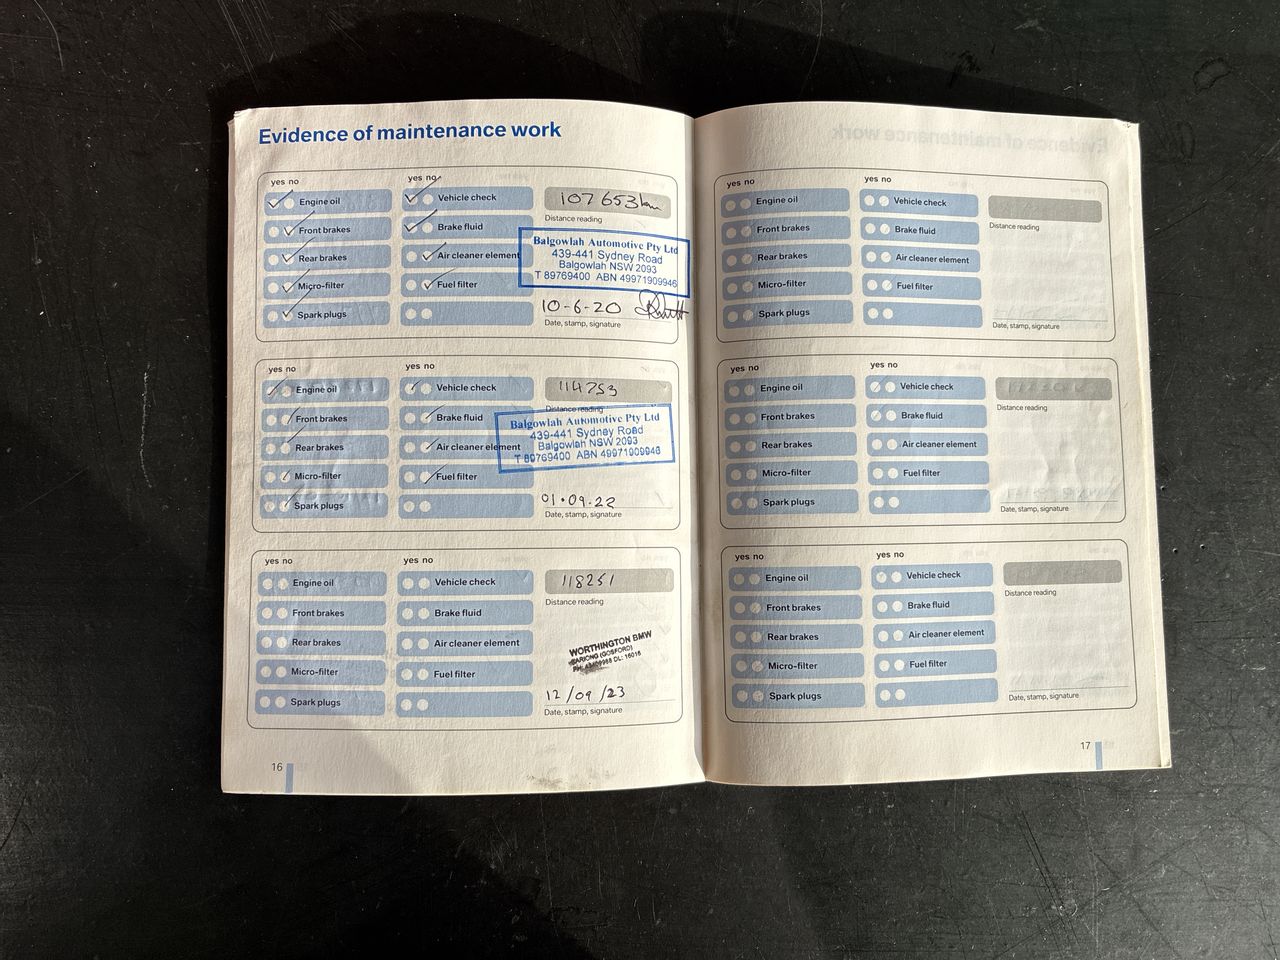 Evidence of maintenance work
yes no
yes no
Engine oil
Vehicle check
107 653 km
Distance reading
Front brakes
Brake fluid
Rear brakes
Air cleaner element
Balgowlah Automotive Pty Ltd
439-441 Sydney Road
Balgowlah NSW 2093
T 89769400 ABN 49971909946
Micro-filter
Fuel filter
Spark plugs
10-6-20
Date, stamp, signature
yes no
yes no
Engine oil
Vehicle check
114753
Distance reading
Front brakes
Brake fluid
Rear brakes
Air cleaner element
Balgowlah Automotive Pty Ltd
439-441 Sydney Road
Balgowlah NSW 2093
T 89769400 ABN 49971909946
Micro-filter
Fuel filter
Spark plugs
01.09.22
Date, stamp, signature
yes no
yes no
Engine oil
Vehicle check
118251
Distance reading
Front brakes
Brake fluid
Rear brakes
Air cleaner element
WORTHINGTON BMW
(GOSFORD)
DL: 16016
Micro-filter
Fuel filter
Spark plugs
12/09/23
Date, stamp, signature
16
yes no
yes no
Engine oil
Vehicle check
Distance reading
Front brakes
Brake fluid
Rear brakes
Air cleaner element
Micro-filter
Fuel filter
Spark plugs
Date, stamp, signature
yes no
yes no
Engine oil
Vehicle check
Distance reading
Front brakes
Brake fluid
Rear brakes
Air cleaner element
Micro-filter
Fuel filter
Spark plugs
Date, stamp, signature
yes no
yes no
Engine oil
Vehicle check
Distance reading
Front brakes
Brake fluid
Rear brakes
Air cleaner element
Micro-filter
Fuel filter
Spark plugs
Date, stamp, signature
17